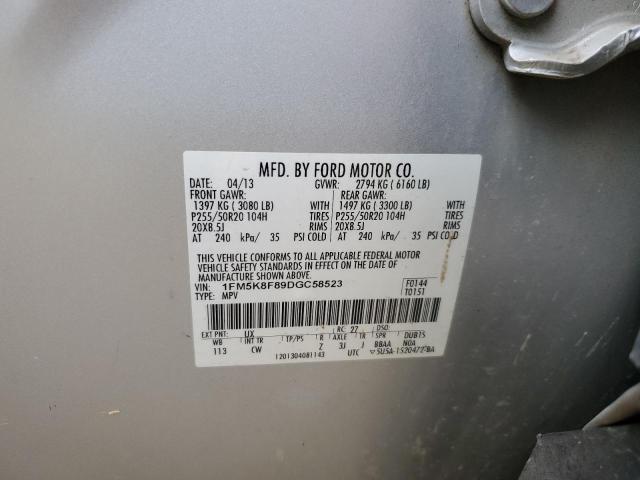 MFD. BY FORD MOTOR CO.
DATE: 04/13 GVWR: 2794 KG ( 6160 LB)
FRONT GAWR: REAR GAWR:
1397 KG ( 3080 LB) WITH 1497 KG ( 3300 LB) WITH
P255/50R20 104H TIRES P255/50R20 104H TIRES
20X8.5J RIMS 20X8.5J RIMS
AT 240 kPa/ 35 PSI COLD AT 240 kPa/ 35 PSI COLD
THIS VEHICLE CONFORMS TO ALL APPLICABLE FEDERAL MOTOR
VEHICLE SAFETY STANDARDS IN EFFECT ON THE DATE OF
MANUFACTURE SHOWN ABOVE.
VIN: 1FM5K8F89DGC58523 F0144
TYPE: MPV T0151
EXT PNT: UX RC: 27 DSO:
WB INT TR TP/PS R AXLE TR SPR DUBTS
113 CW Z 3J J BBAA N0A
1201304081143 UTC